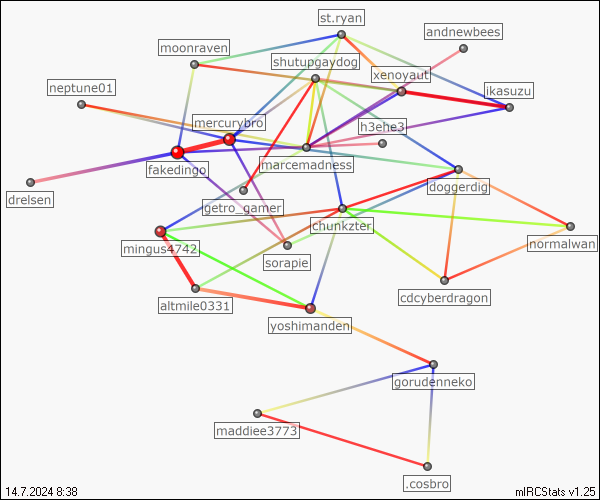 st.ryan
andnewbees
moonraven
shutupgaydog
xenoyaut
neptune01
ikasuzu
mercurybro
h3ehe3
marcemadness
fakedingo
doggerdig
drelsen
getro_gamer
chunkzter
mingus4742
normalwan
sorapie
cdcyberdragon
altmile0331
yoshimanden
gorudenneko
maddiee3773
.cosbro
14.7.2024 8:38
mIRCStats v1.25